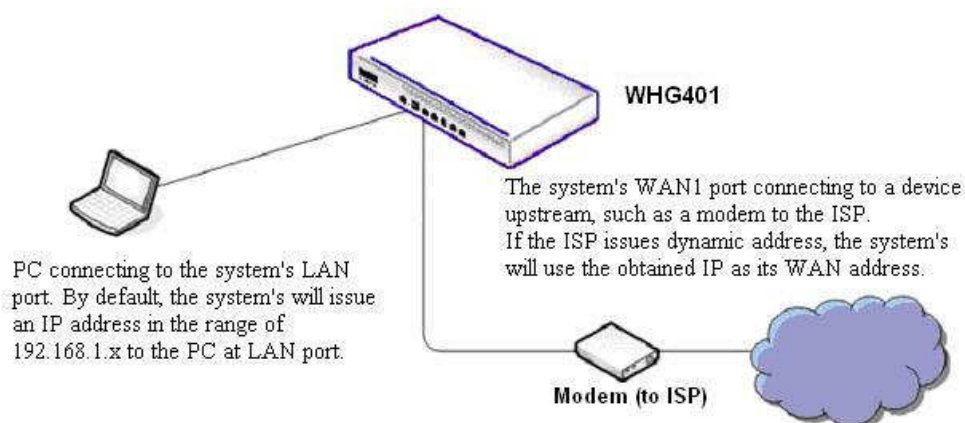 WHG401
The system's WAN1 port connecting to a device
upstream, such as a modem to the ISP.
If the ISP issues dynamic address, the system's
will use the obtained IP as its WAN address.
PC connecting to the system's LAN
port. By default, the system's will issue
an IP address in the range of
192.168.1.x to the PC at LAN port.
Modem (to ISP)